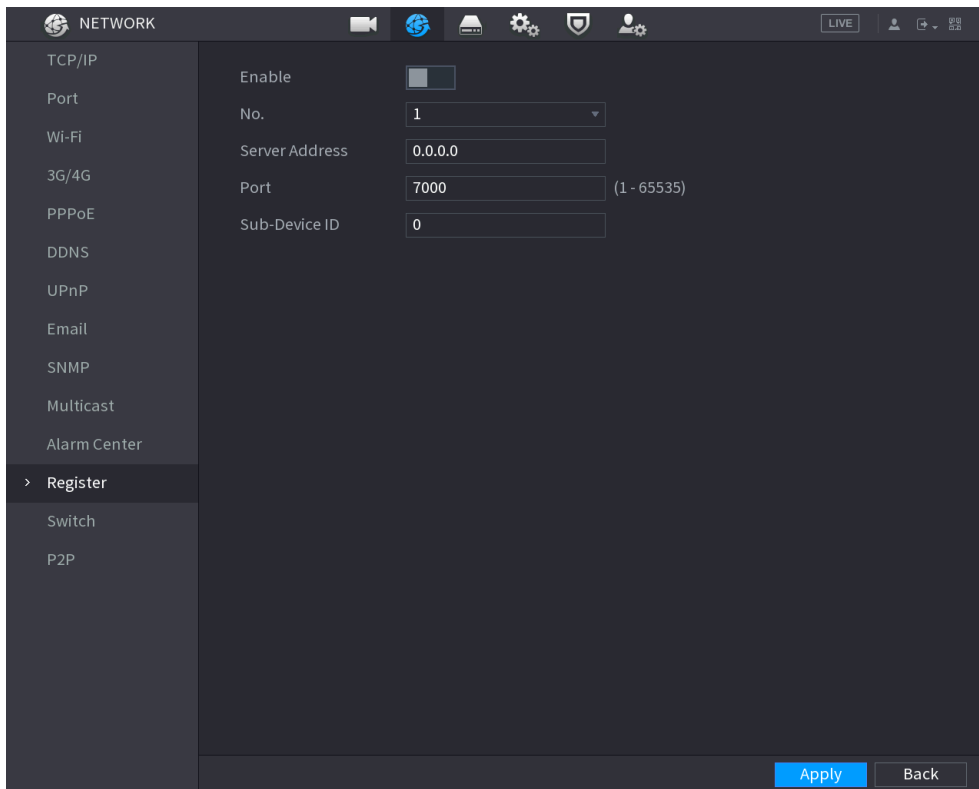 NETWORK
LIVE
TCP/IP
Port
Wi-Fi
3G/4G
PPPoE
DDNS
UPnP
Email
SNMP
Multicast
Alarm Center
> Register
Switch
P2P
Enable
No. 1
Server Address 0.0.0.0
Port 7000 (1 - 65535)
Sub-Device ID 0
Apply Back